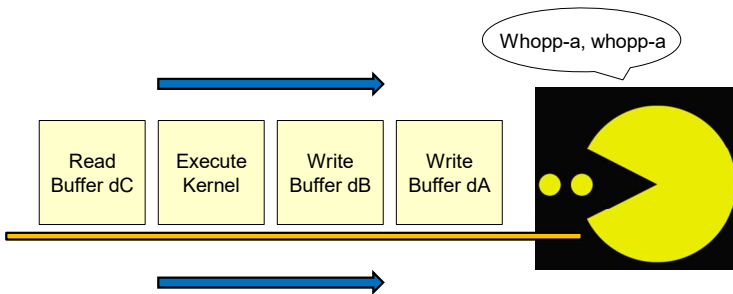 Whopp-a, whopp-a
Read
Buffer dC
Execute
Kernel
Write
Buffer dB
Write
Buffer dA